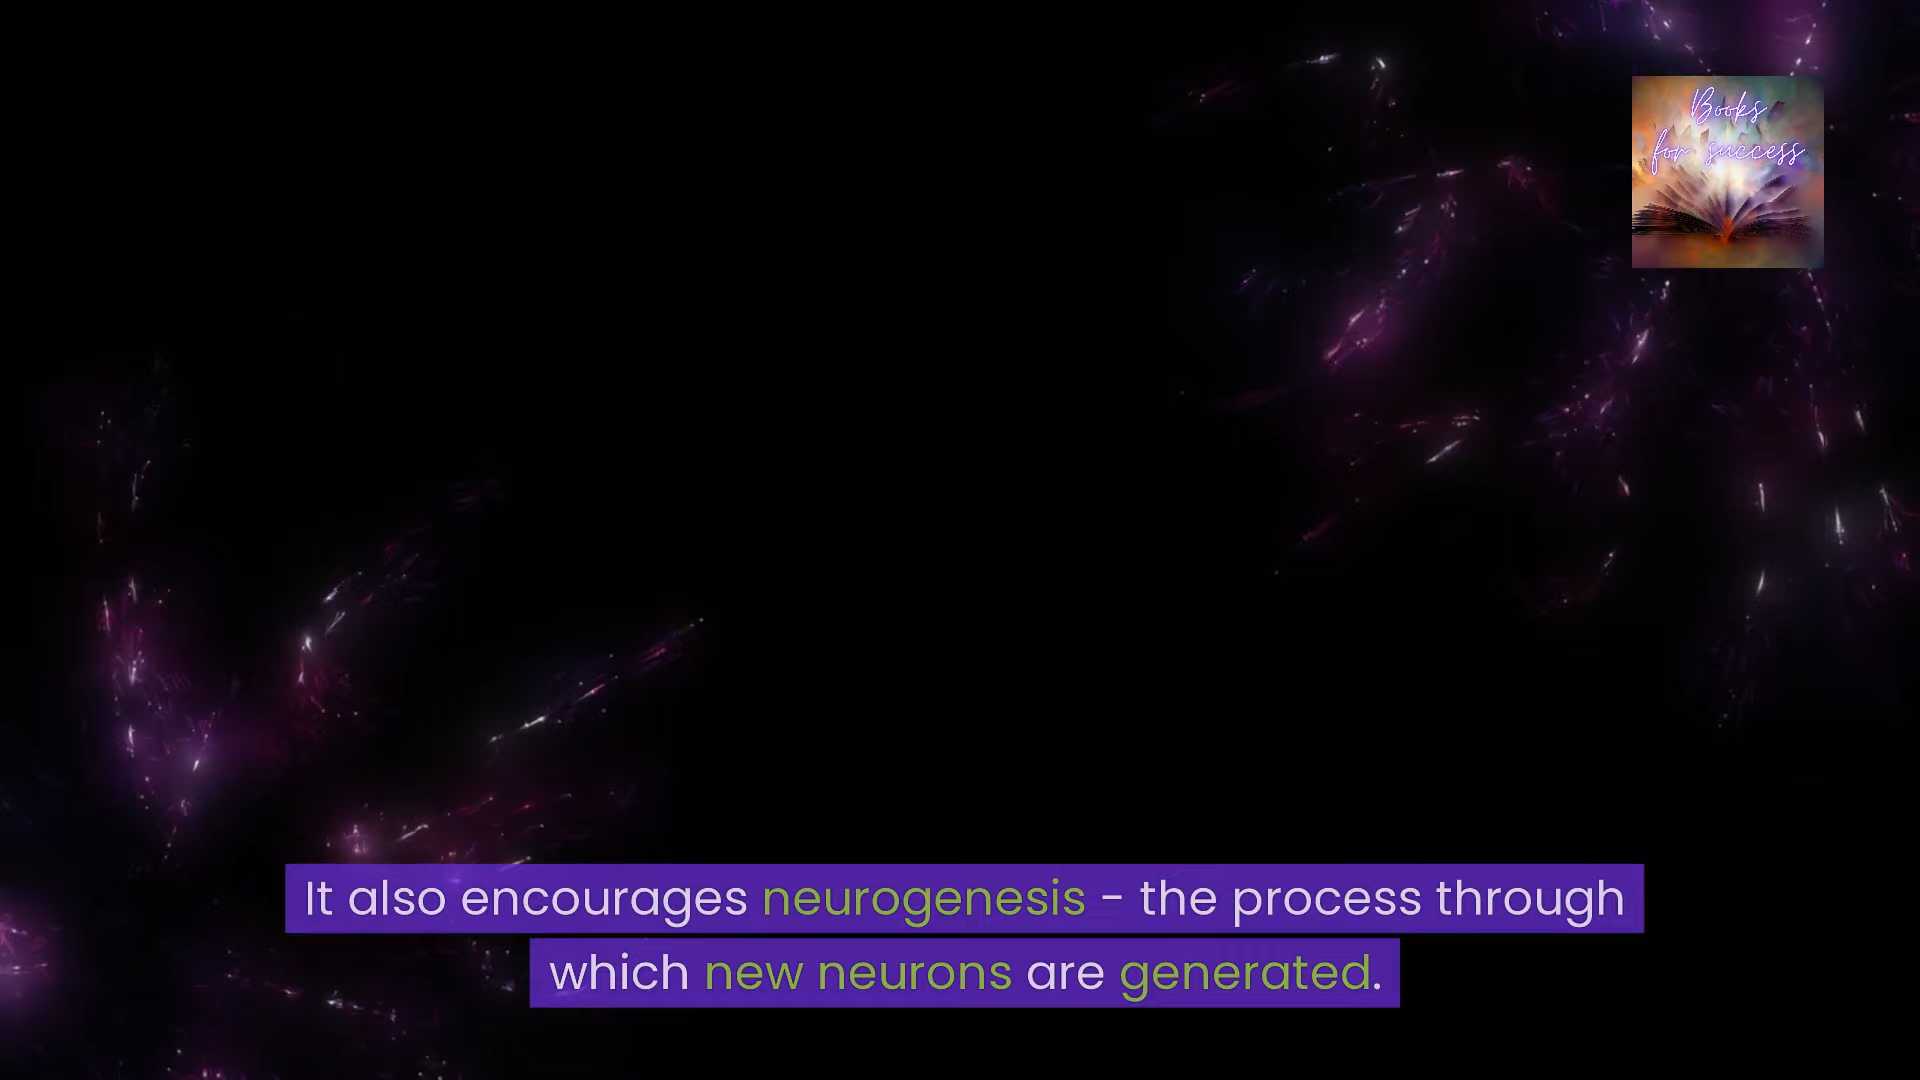 Books
for success
It also encourages neurogenesis - the process through
which new neurons are generated.